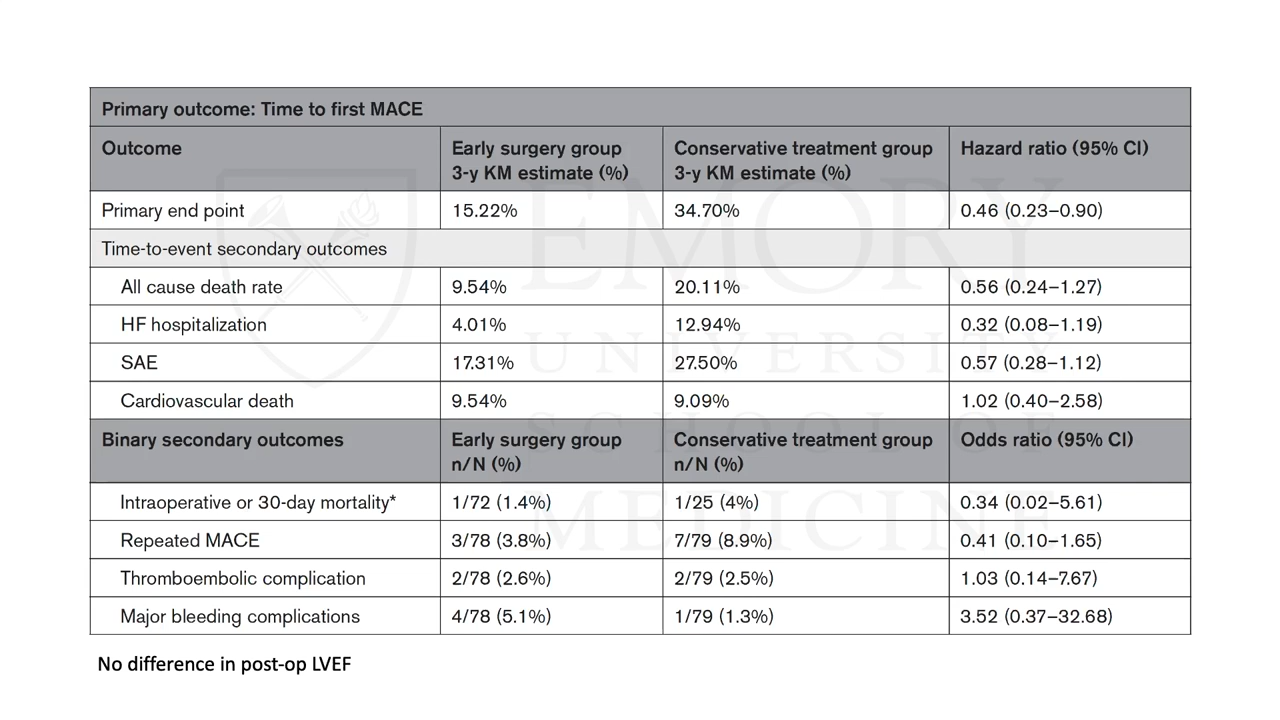 Primary outcome: Time to first MACE
Outcome
Early surgery group
3-y KM estimate (%)
Conservative treatment group
3-y KM estimate (%)
Hazard ratio (95% CI)
Primary end point 15.22% 34.70% 0.46 (0.23–0.90)
Time-to-event secondary outcomes
All cause death rate 9.54% 20.11% 0.56 (0.24–1.27)
HF hospitalization 4.01% 12.94% 0.32 (0.08–1.19)
SAE 17.31% 27.50% 0.57 (0.28–1.12)
Cardiovascular death 9.54% 9.09% 1.02 (0.40–2.58)
Binary secondary outcomes
Early surgery group
n/N (%)
Conservative treatment group
n/N (%)
Odds ratio (95% CI)
Intraoperative or 30-day mortality* 1/72 (1.4%) 1/25 (4%) 0.34 (0.02–5.61)
Repeated MACE 3/78 (3.8%) 7/79 (8.9%) 0.41 (0.10–1.65)
Thromboembolic complication 2/78 (2.6%) 2/79 (2.5%) 1.03 (0.14–7.67)
Major bleeding complications 4/78 (5.1%) 1/79 (1.3%) 3.52 (0.37–32.68)
No difference in post-op LVEF
EMORY
UNIVERSITY
SCHOOL OF
MEDICINE